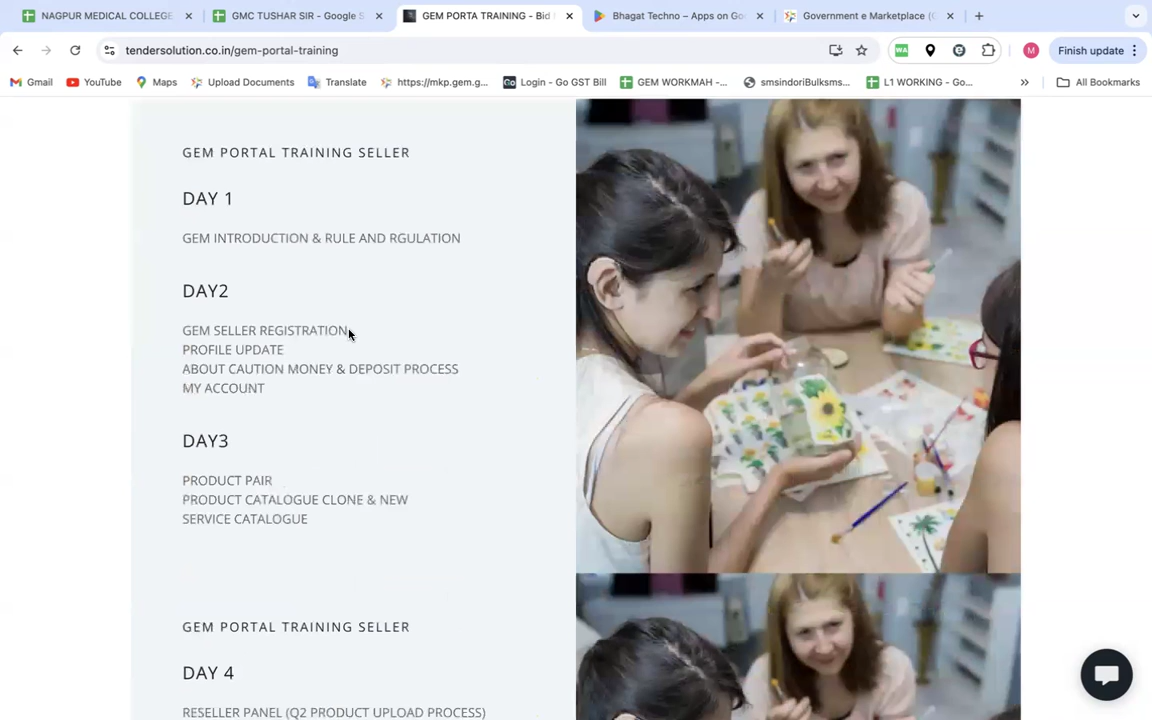 NAGPUR MEDICAL COLLEGE
GMC TUSHAR SIR - Google S
GEM PORTA TRAINING - Bid
Bhagat Techno – Apps on Go
Government e Marketplace (
tendersolution.co.in/gem-portal-training
WA
M
Finish update
Gmail
YouTube
Maps
Upload Documents
Translate
https://mkp.gem.g...
Login - Go GST Bill
GEM WORKMAH -...
smsindoriBulksms...
L1 WORKING - Go...
All Bookmarks
GEM PORTAL TRAINING SELLER
DAY 1
GEM INTRODUCTION & RULE AND RGULATION
DAY2
GEM SELLER REGISTRATION
PROFILE UPDATE
ABOUT CAUTION MONEY & DEPOSIT PROCESS
MY ACCOUNT
DAY3
PRODUCT PAIR
PRODUCT CATALOGUE CLONE & NEW
SERVICE CATALOGUE
GEM PORTAL TRAINING SELLER
DAY 4
RESELLER PANEL (Q2 PRODUCT UPLOAD PROCESS)